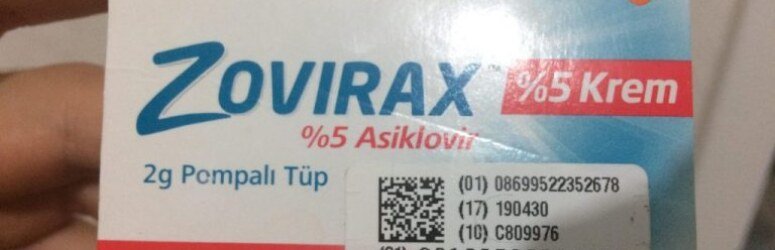 ZOVIRAX™ %5 Krem
%5 Asiklovir
2g Pompalı Tüp
(01) 08699522352678
(17) 190430
(10) C809976